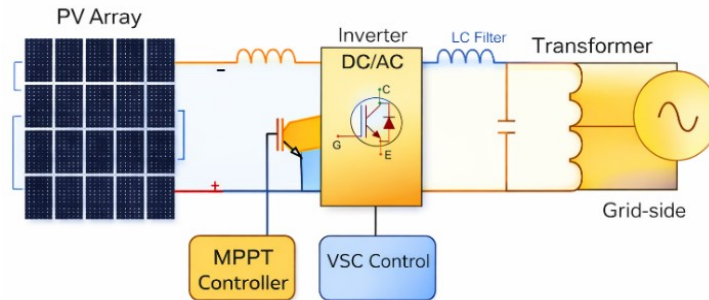 PV Array
Inverter
DC/AC
LC Filter
Transformer
-
+
C
G
E
Grid-side
MPPT
Controller
VSC Control